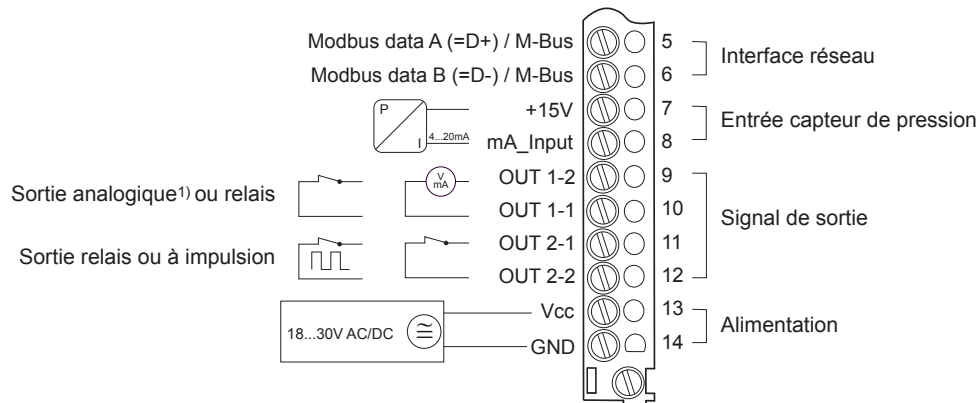 Modbus data A (=D+) / M-Bus 5
Interface réseau
Modbus data B (=D-) / M-Bus 6
P
I
4...20mA
+15V 7
Entrée capteur de pression
mA_Input 8
Sortie analogique1) ou relais
V
mA
OUT 1-2 9
OUT 1-1 10
Signal de sortie
Sortie relais ou à impulsion
OUT 2-1 11
OUT 2-2 12
18...30V AC/DC
Vcc 13
Alimentation
GND 14